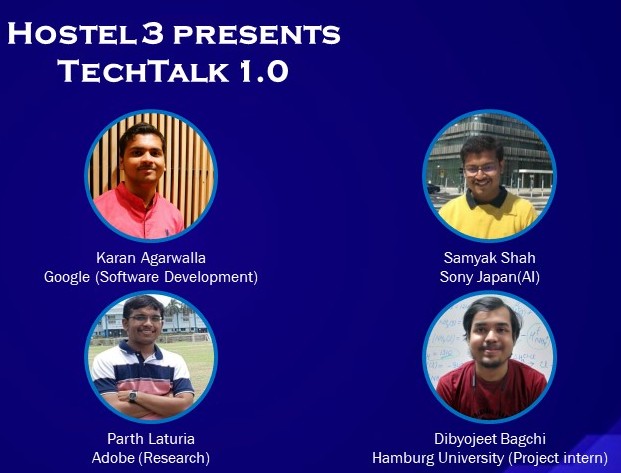 Hostel 3 presents
TechTalk 1.0
Karan Agarwalla
Google (Software Development)
Samyak Shah
Sony Japan(AI)
Parth Laturia
Adobe (Research)
Dibyojeet Bagchi
Hamburg University (Project intern)